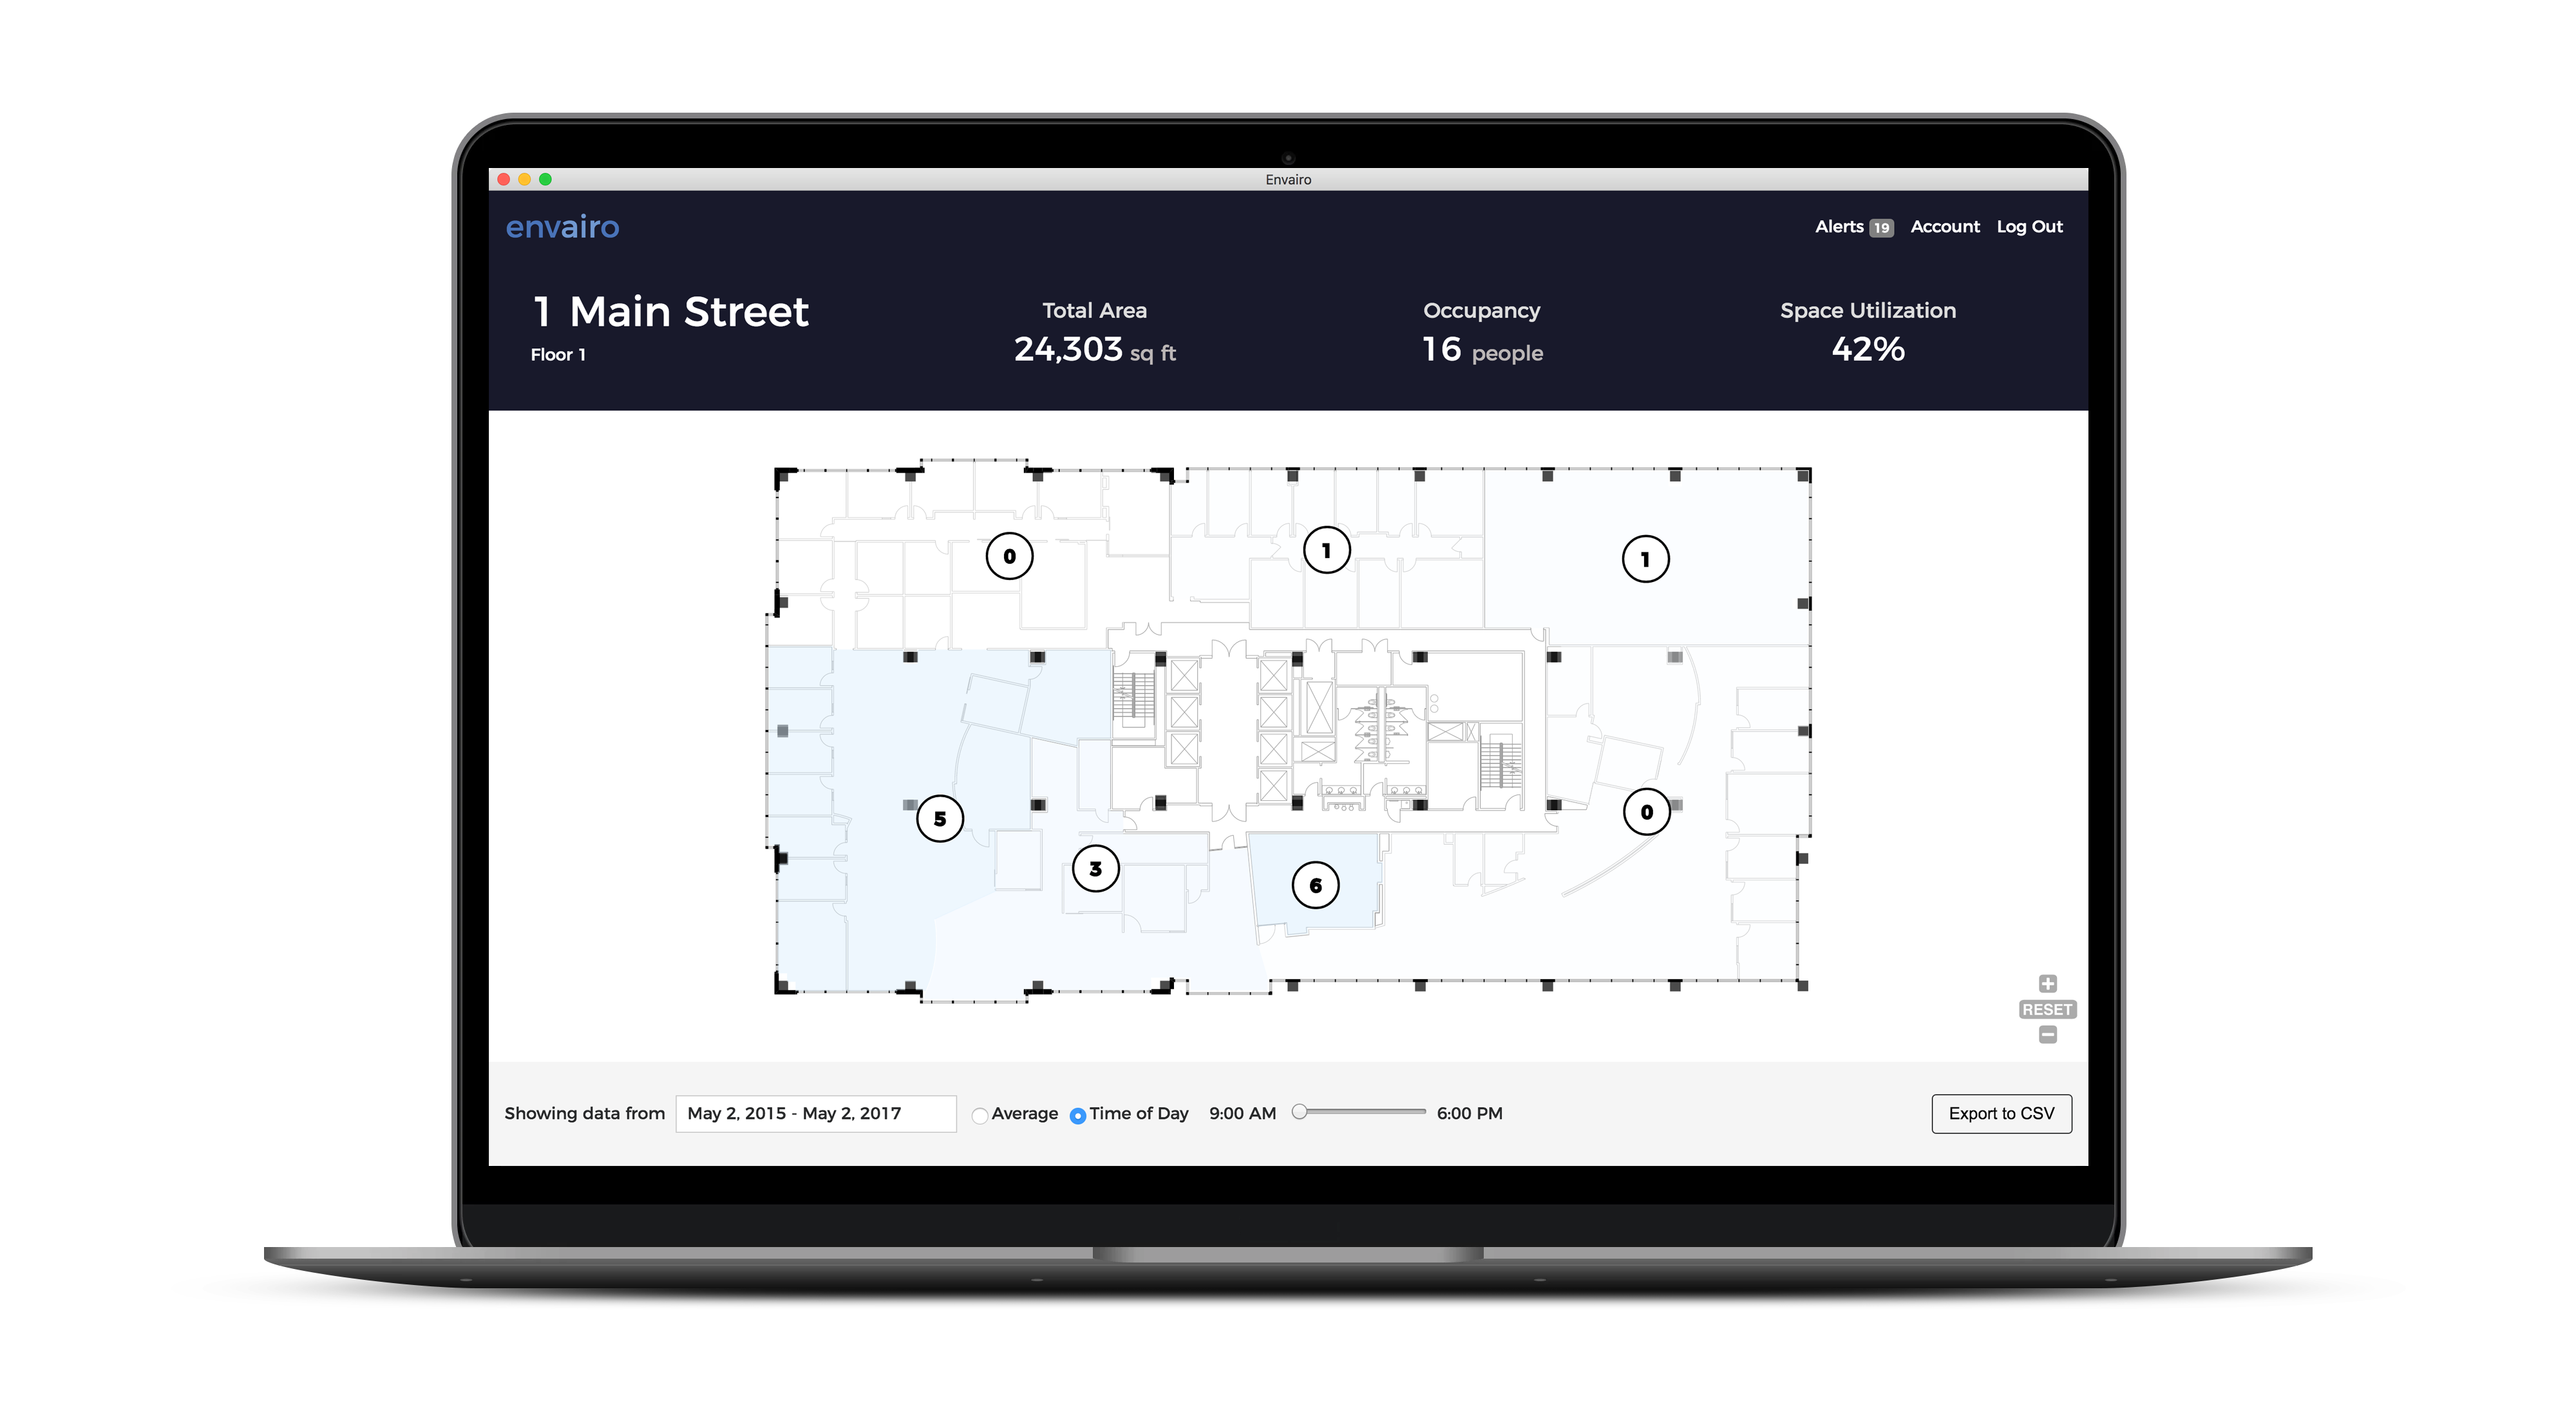 Envairo
envairo
Alerts 19 Account Log Out
1 Main Street
Floor 1
Total Area
24,303 sq ft
Occupancy
16 people
Space Utilization
42%
0
1
1
5
3
6
0
+
RESET
−
Showing data from May 2, 2015 - May 2, 2017 Average Time of Day 9:00 AM 6:00 PM Export to CSV